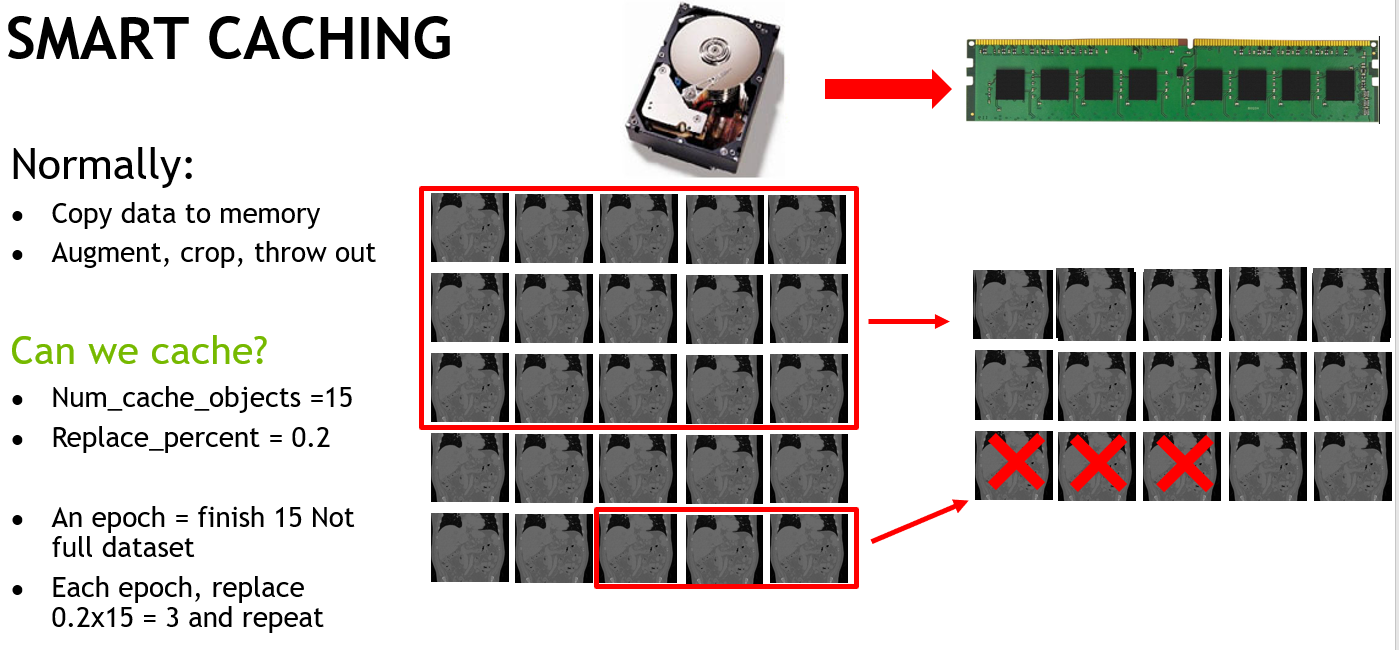 SMART CACHING
Normally:
• Copy data to memory
• Augment, crop, throw out
Can we cache?
• Num_cache_objects =15
• Replace_percent = 0.2
• An epoch = finish 15 Not
full dataset
• Each epoch, replace
0.2x15 = 3 and repeat